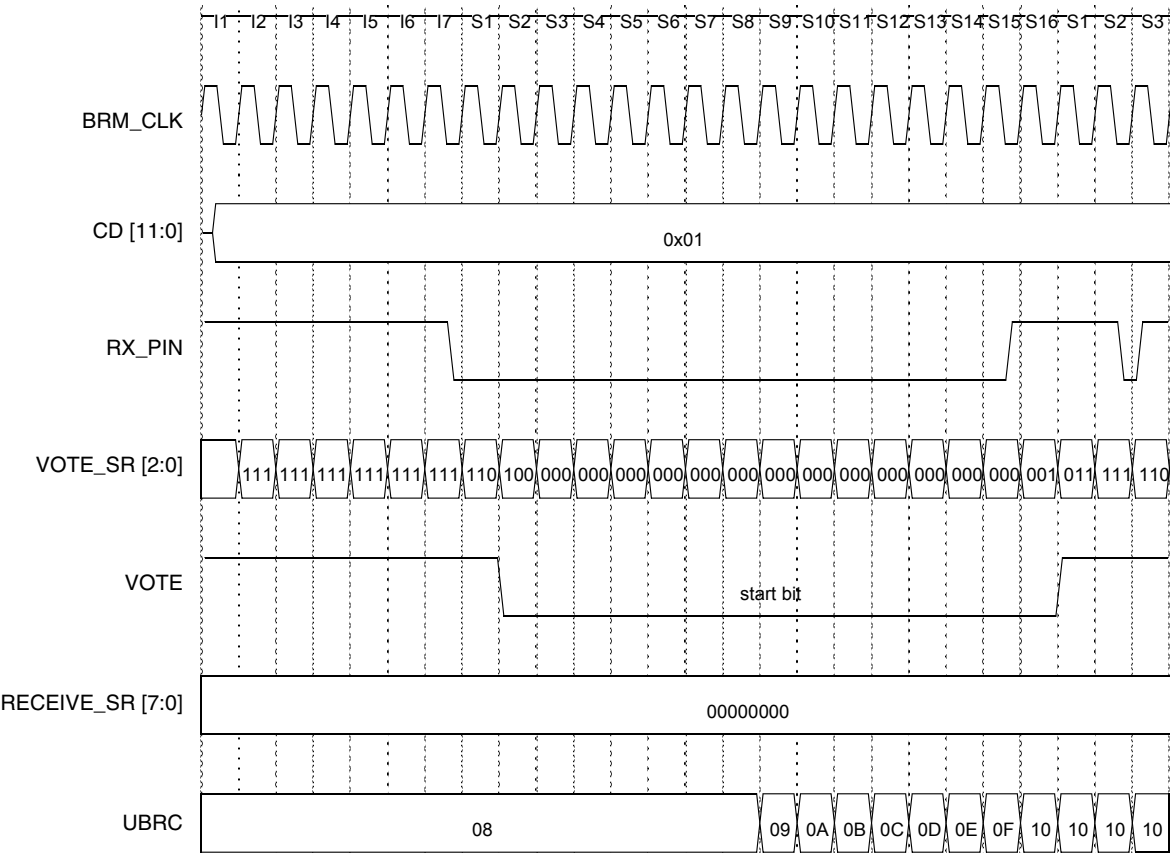 I1 I2 I3 I4 I5 I6 I7 S1 S2 S3 S4 S5 S6 S7 S8 S9 S10 S11 S12 S13 S14 S15 S16 S1 S2 S3
BRM_CLK
CD [11:0] 0x01
RX_PIN
VOTE_SR [2:0] 111 111 111 111 111 111 110 100 000 000 000 000 000 000 000 000 000 000 000 000 000 001 011 111 110
VOTE start bit
RECEIVE_SR [7:0] 00000000
UBRC 08 09 0A 0B 0C 0D 0E 0F 10 10 10 10